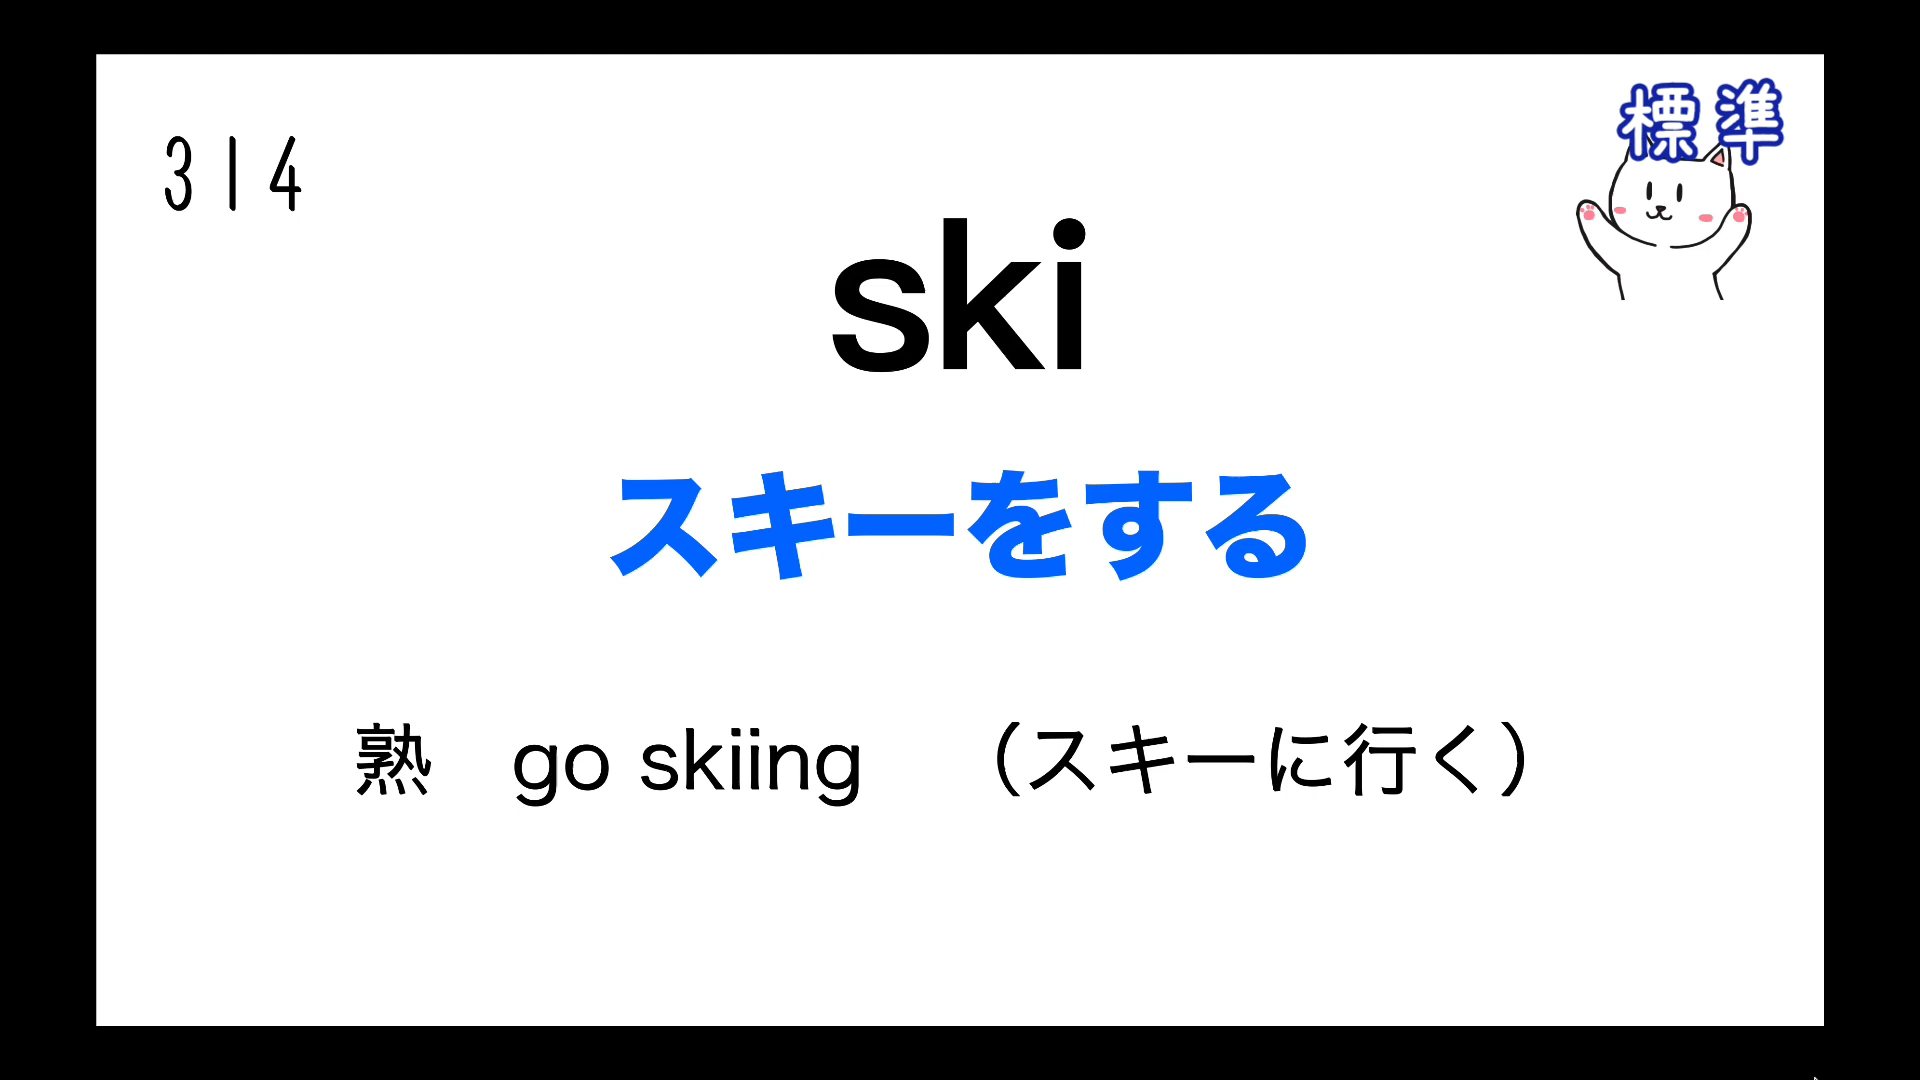 標準
314
ski
スキーをする
熟　go skiing　（スキーに行く）